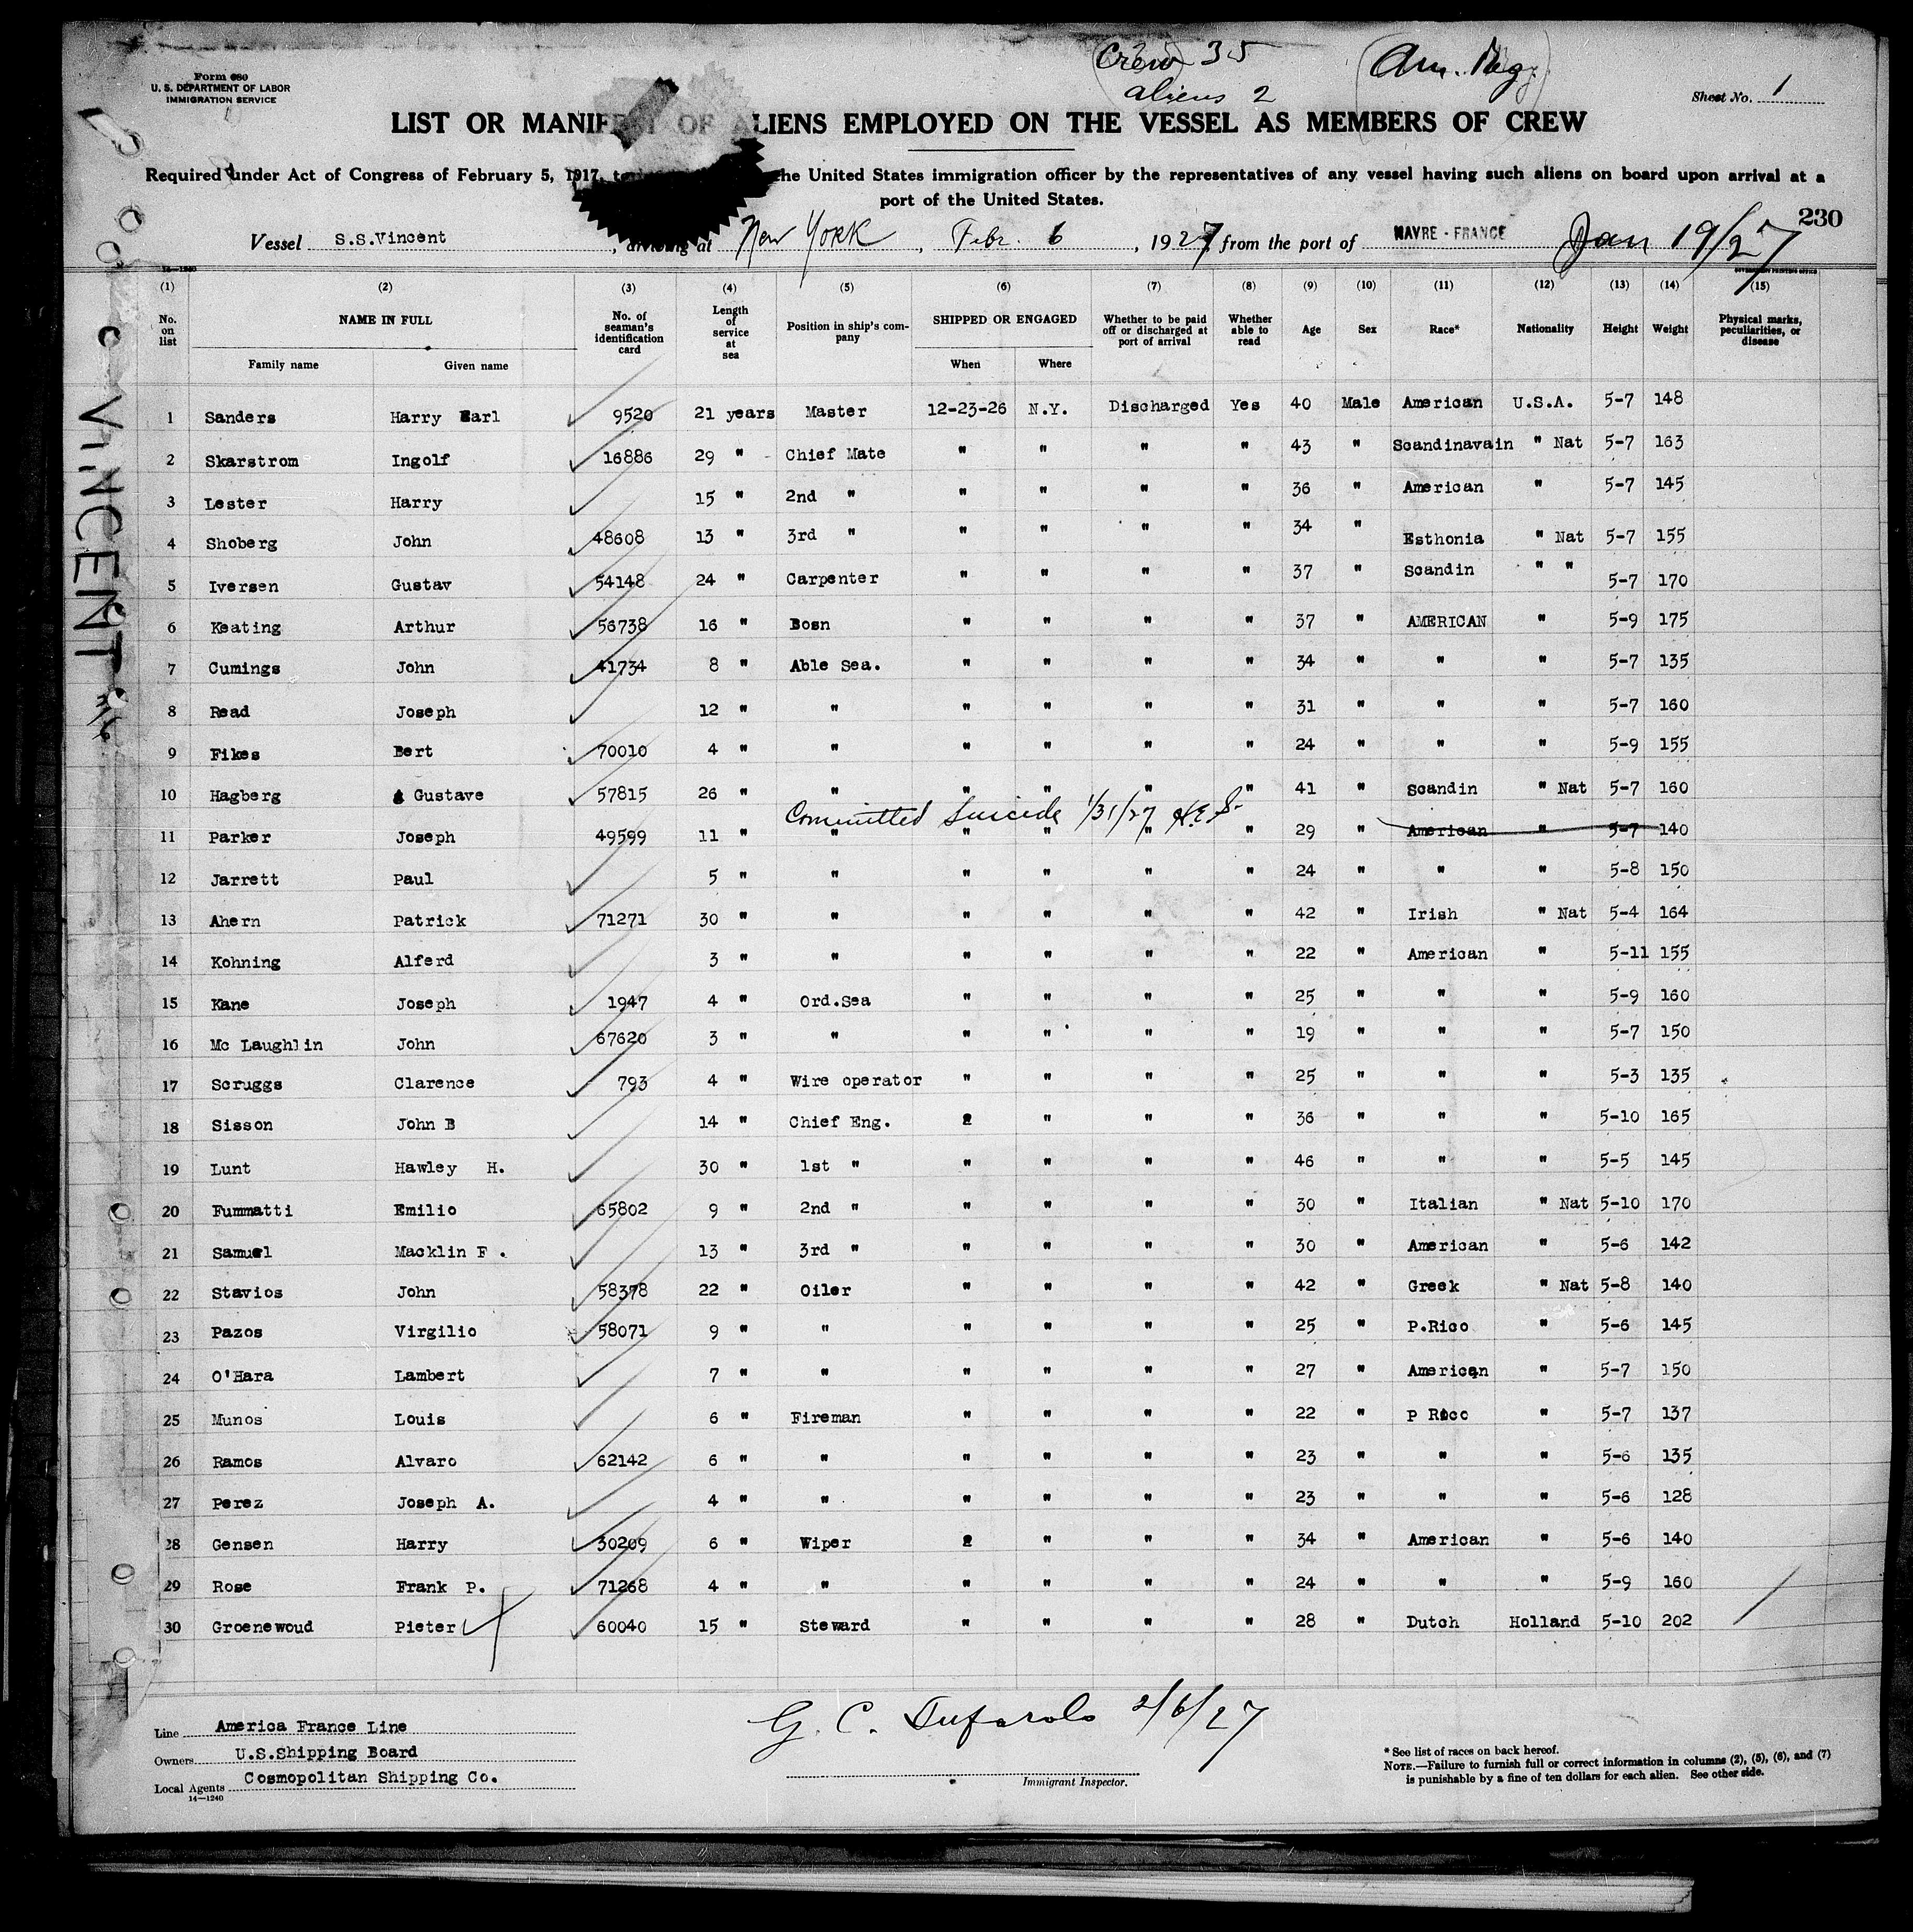 Crew 35
(Am. Reg.)
aliens 2
Form 680
U. S. DEPARTMENT OF LABOR
IMMIGRATION SERVICE
Sheet No. 1
LIST OR MANIFEST OF ALIENS EMPLOYED ON THE VESSEL AS MEMBERS OF CREW
Required under Act of Congress of February 5, 1917, the United States immigration officer by the representatives of any vessel having such aliens on board upon arrival at a
port of the United States.
230
Vessel S.S.Vincent, arriving at New York, Febr. 6, 1927, from the port of HAVRE - FRANCE Jan 19/27
14—1240
GOVERNMENT PRINTING OFFICE
(1) (2) (3) (4) (5) (6) (7) (8) (9) (10) (11) (12) (13) (14) (15)
No. on list NAME IN FULL Family name Given name No. of seaman's identification card Length of service at sea Position in ship's company SHIPPED OR ENGAGED When Where Whether to be paid off or discharged at port of arrival Whether able to read Age Sex Race* Nationality Height Weight Physical marks, peculiarities, or disease
1 Sanders Harry Earl 9520 21 years Master 12-23-26 N.Y. Discharged Yes 40 Male American U.S.A. 5-7 148
2 Skarstrom Ingolf 16886 29 " Chief Mate " " " " 43 " Scandinavain " Nat 5-7 163
3 Lester Harry 15 " 2nd " " " " " 36 " American " 5-7 145
4 Shoberg John 48608 13 " 3rd " " " " " 34 " Esthonia " Nat 5-7 155
5 Iversen Gustav 54148 24 " Carpenter " " " " 37 " Scandin " " 5-7 170
6 Keating Arthur 56738 16 " Bosn " " " " 37 " AMERICAN " 5-9 175
7 Cumings John 41734 8 " Able Sea. " " " " 34 " " " 5-7 135
8 Read Joseph 12 " " " " " " 31 " " " 5-7 160
9 Fikes Bert 70010 4 " " " " " " 24 " " " 5-9 155
10 Hagberg Gustave 57815 26 " " " " " " 41 " Scandin " Nat 5-7 160
Committed Suicide 1/31/27 H.E.S.
11 Parker Joseph 49599 11 " " " " " " 29 " American " 5-7 140
12 Jarrett Paul 5 " " " " " " 24 " " " 5-8 150
13 Ahern Patrick 71271 30 " " " " " " 42 " Irish " Nat 5-4 164
14 Kohning Alferd 3 " " " " " " 22 " American " 5-11 155
15 Kane Joseph 1947 4 " Ord.Sea " " " " 25 " " " 5-9 160
16 Mc Laughlin John 67620 3 " " " " " " 19 " " " 5-7 150
17 Scruggs Clarence 793 4 " Wire operator " " " " 25 " " " 5-3 135
18 Sisson John B 14 " Chief Eng. " " " " 36 " " " 5-10 165
19 Lunt Hawley H. 30 " 1st " " " " " 46 " " " 5-5 145
20 Fummatti Emilio 65802 9 " 2nd " " " " " 30 " Italian " Nat 5-10 170
21 Samuel Macklin F . 13 " 3rd " " " " " 30 " American " 5-6 142
22 Stavios John 58378 22 " Oiler " " " " 42 " Greek " Nat 5-8 140
23 Pazos Virgilio 58071 9 " " " " " " 25 " P.Rico " 5-6 145
24 O'Hara Lambert 7 " " " " " " 27 " American " 5-7 150
25 Munos Louis 6 " Fireman " " " " 22 " P Rico " 5-7 137
26 Ramos Alvaro 62142 6 " " " " " " 23 " " " 5-6 135
27 Perez Joseph A. 4 " " " " " " 23 " " " 5-6 128
28 Gensen Harry 30209 6 " Wiper " " " " 34 " American " 5-6 140
29 Rose Frank P. 71268 4 " " " " " " 24 " " " 5-9 160
30 Groenewoud Pieter 60040 15 " Steward " " " " 28 " Dutch Holland 5-10 202
VINCENT
Line America France Line
Owners U.S.Shipping Board
Local Agents Cosmopolitan Shipping Co.
14—1240
G. C. 2/6/27
Immigrant Inspector.
* See list of races on back hereof.
NOTE.—Failure to furnish full or correct information in columns (2), (5), (6), and (7)
is punishable by a fine of ten dollars for each alien. See other side.